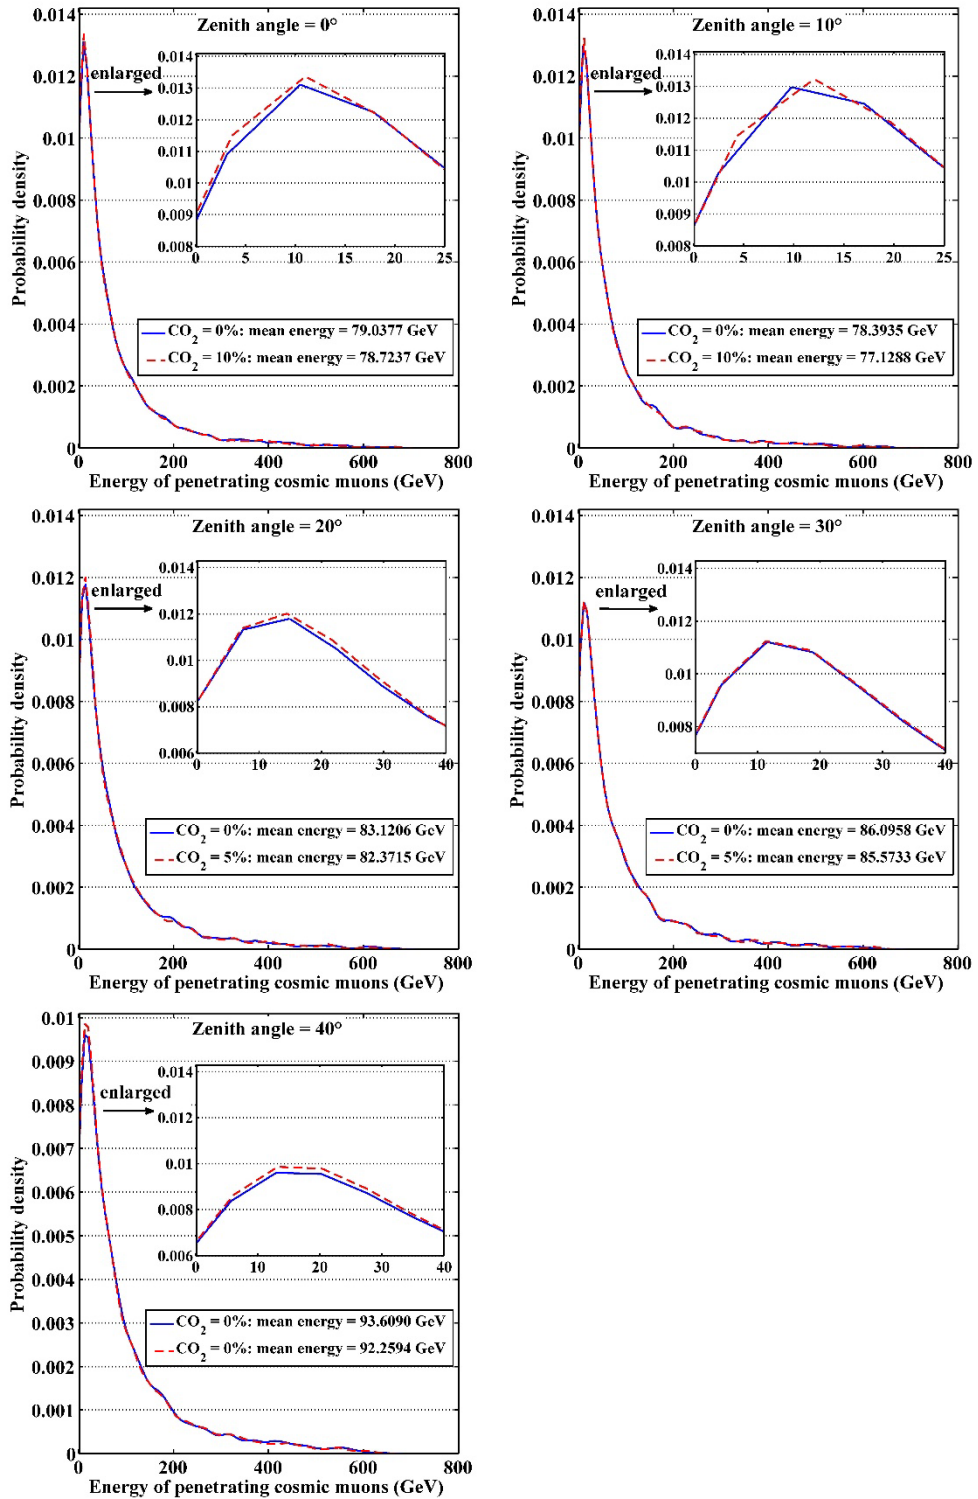 Zenith angle = 0°
0.014
0.012
0.01
0.008
0.006
0.004
0.002
0
Probability density
enlarged
0.014
0.013
0.012
0.011
0.01
0.009
0.008
0 5 10 15 20 25
CO2 = 0%: mean energy = 79.0377 GeV
CO2 = 10%: mean energy = 78.7237 GeV
0 200 400 600 800
Energy of penetrating cosmic muons (GeV)
Zenith angle = 10°
0.014
0.012
0.01
0.008
0.006
0.004
0.002
0
Probability density
enlarged
0.014
0.013
0.012
0.011
0.01
0.009
0.008
0 5 10 15 20 25
CO2 = 0%: mean energy = 78.3935 GeV
CO2 = 10%: mean energy = 77.1288 GeV
0 200 400 600 800
Energy of penetrating cosmic muons (GeV)
Zenith angle = 20°
0.014
0.012
0.01
0.008
0.006
0.004
0.002
0
Probability density
enlarged
0.014
0.012
0.01
0.008
0.006
0 10 20 30 40
CO2 = 0%: mean energy = 83.1206 GeV
CO2 = 5%: mean energy = 82.3715 GeV
0 200 400 600 800
Energy of penetrating cosmic muons (GeV)
Zenith angle = 30°
0.014
0.012
0.01
0.008
0.006
0.004
0.002
0
Probability density
enlarged
0.014
0.012
0.01
0.008
0 10 20 30 40
CO2 = 0%: mean energy = 86.0958 GeV
CO2 = 5%: mean energy = 85.5733 GeV
0 200 400 600 800
Energy of penetrating cosmic muons (GeV)
Zenith angle = 40°
0.01
0.009
0.008
0.007
0.006
0.005
0.004
0.003
0.002
0.001
0
Probability density
enlarged
0.014
0.012
0.01
0.008
0.006
0 10 20 30 40
CO2 = 0%: mean energy = 93.6090 GeV
CO2 = 0%: mean energy = 92.2594 GeV
0 200 400 600 800
Energy of penetrating cosmic muons (GeV)